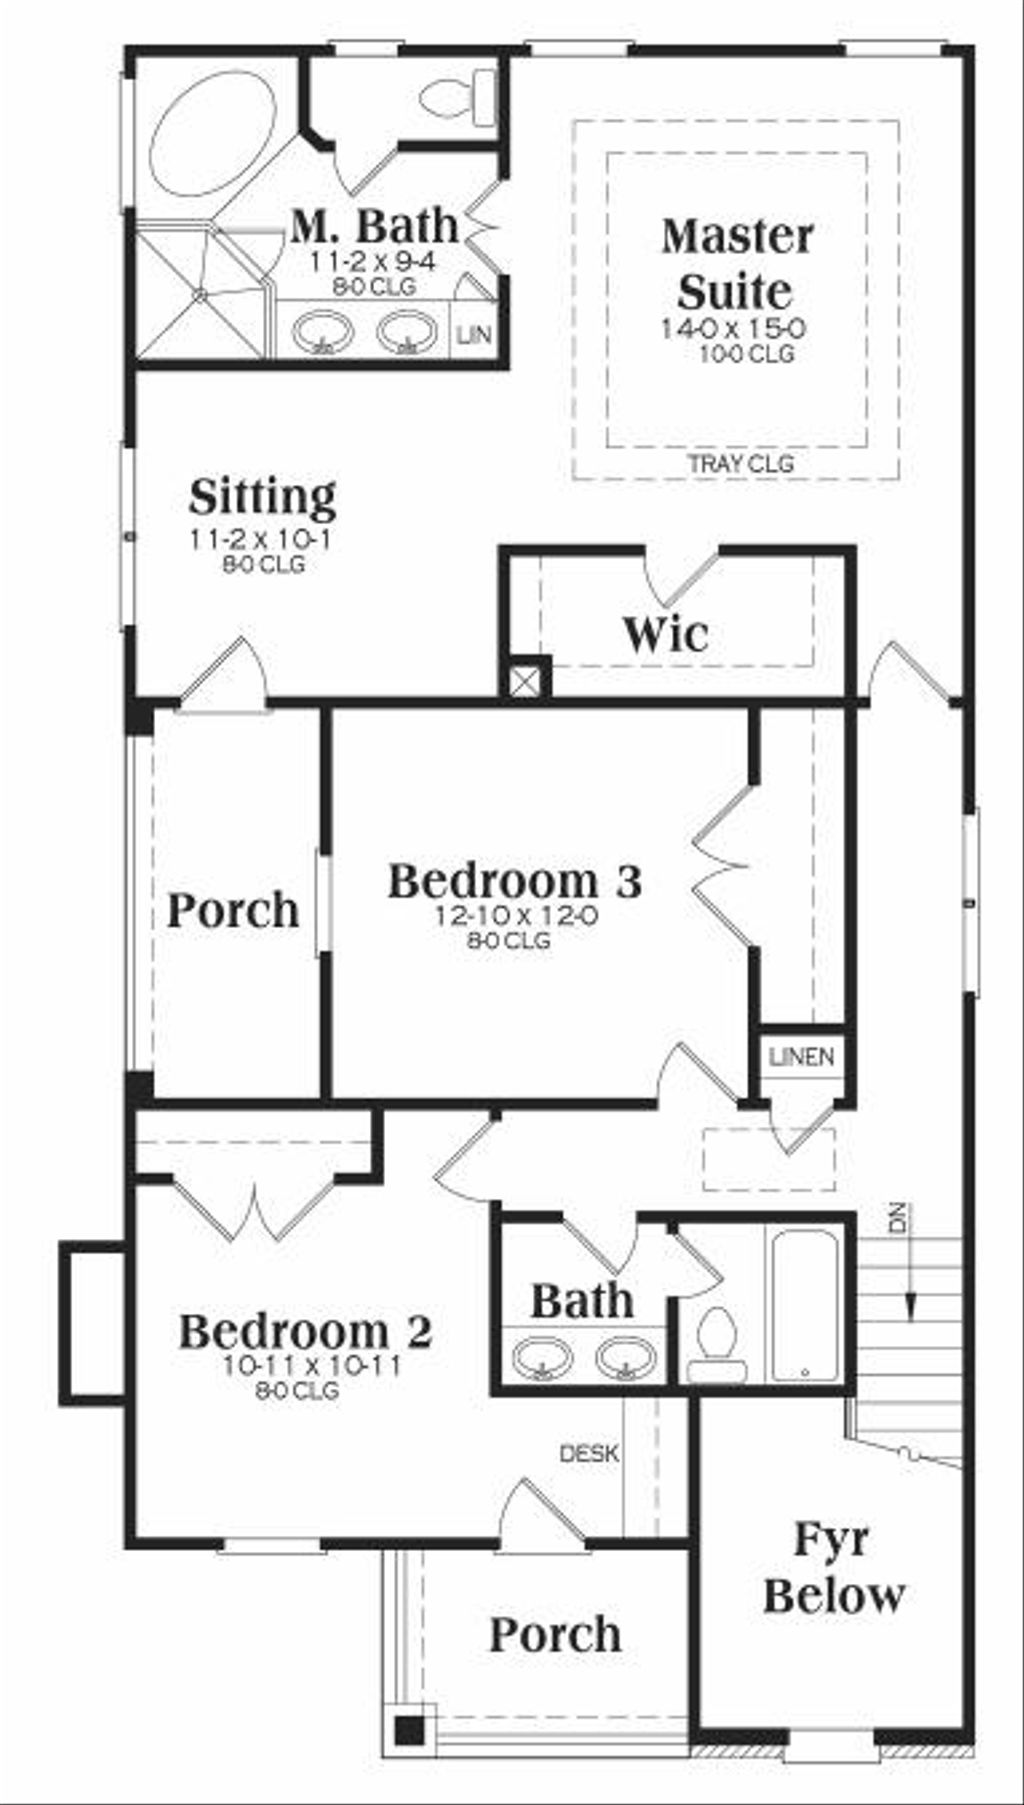 M. Bath
11-2 x 9-4
8-0 CLG
LIN
Master
Suite
14-0 x 15-0
10-0 CLG
TRAY CLG
Sitting
11-2 x 10-1
8-0 CLG
Wic
Porch
Bedroom 3
12-10 x 12-0
8-0 CLG
LINEN
DN
Bath
Bedroom 2
10-11 x 10-11
8-0 CLG
DESK
Fyr
Below
Porch